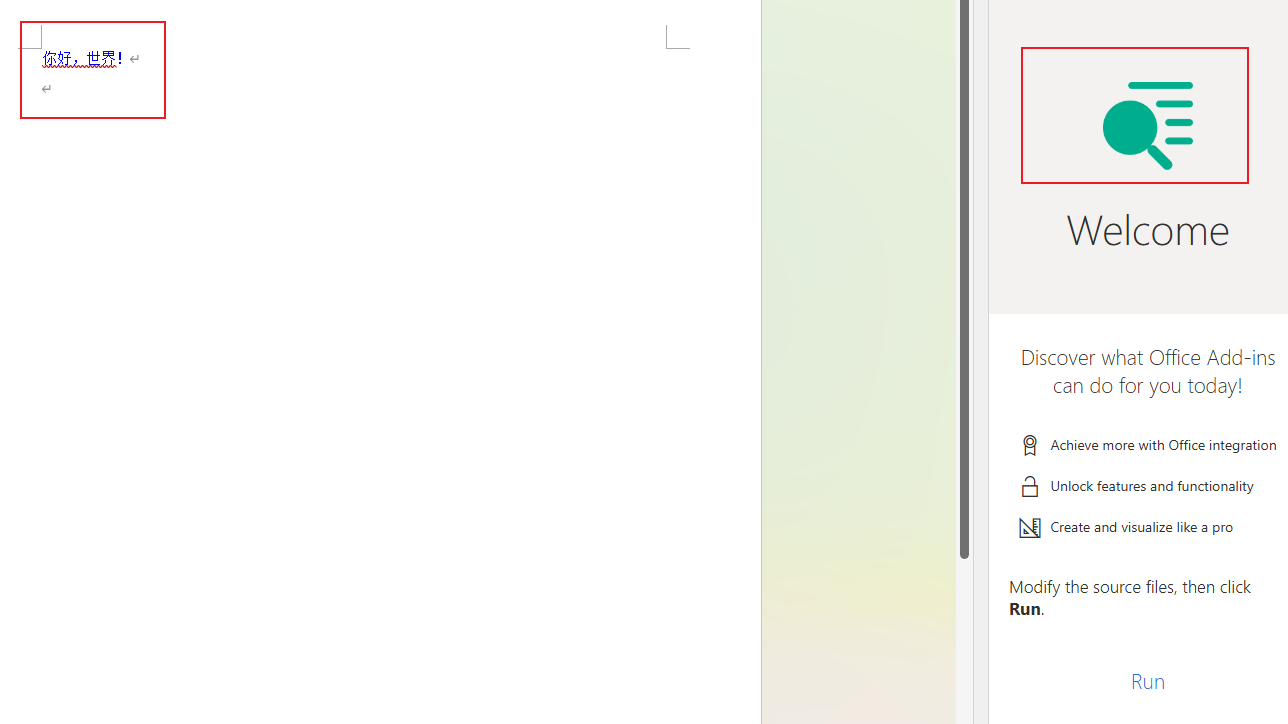 你好，世界！
Welcome
Discover what Office Add-ins
can do for you today!
Achieve more with Office integration
Unlock features and functionality
Create and visualize like a pro
Modify the source files, then click
Run.
Run